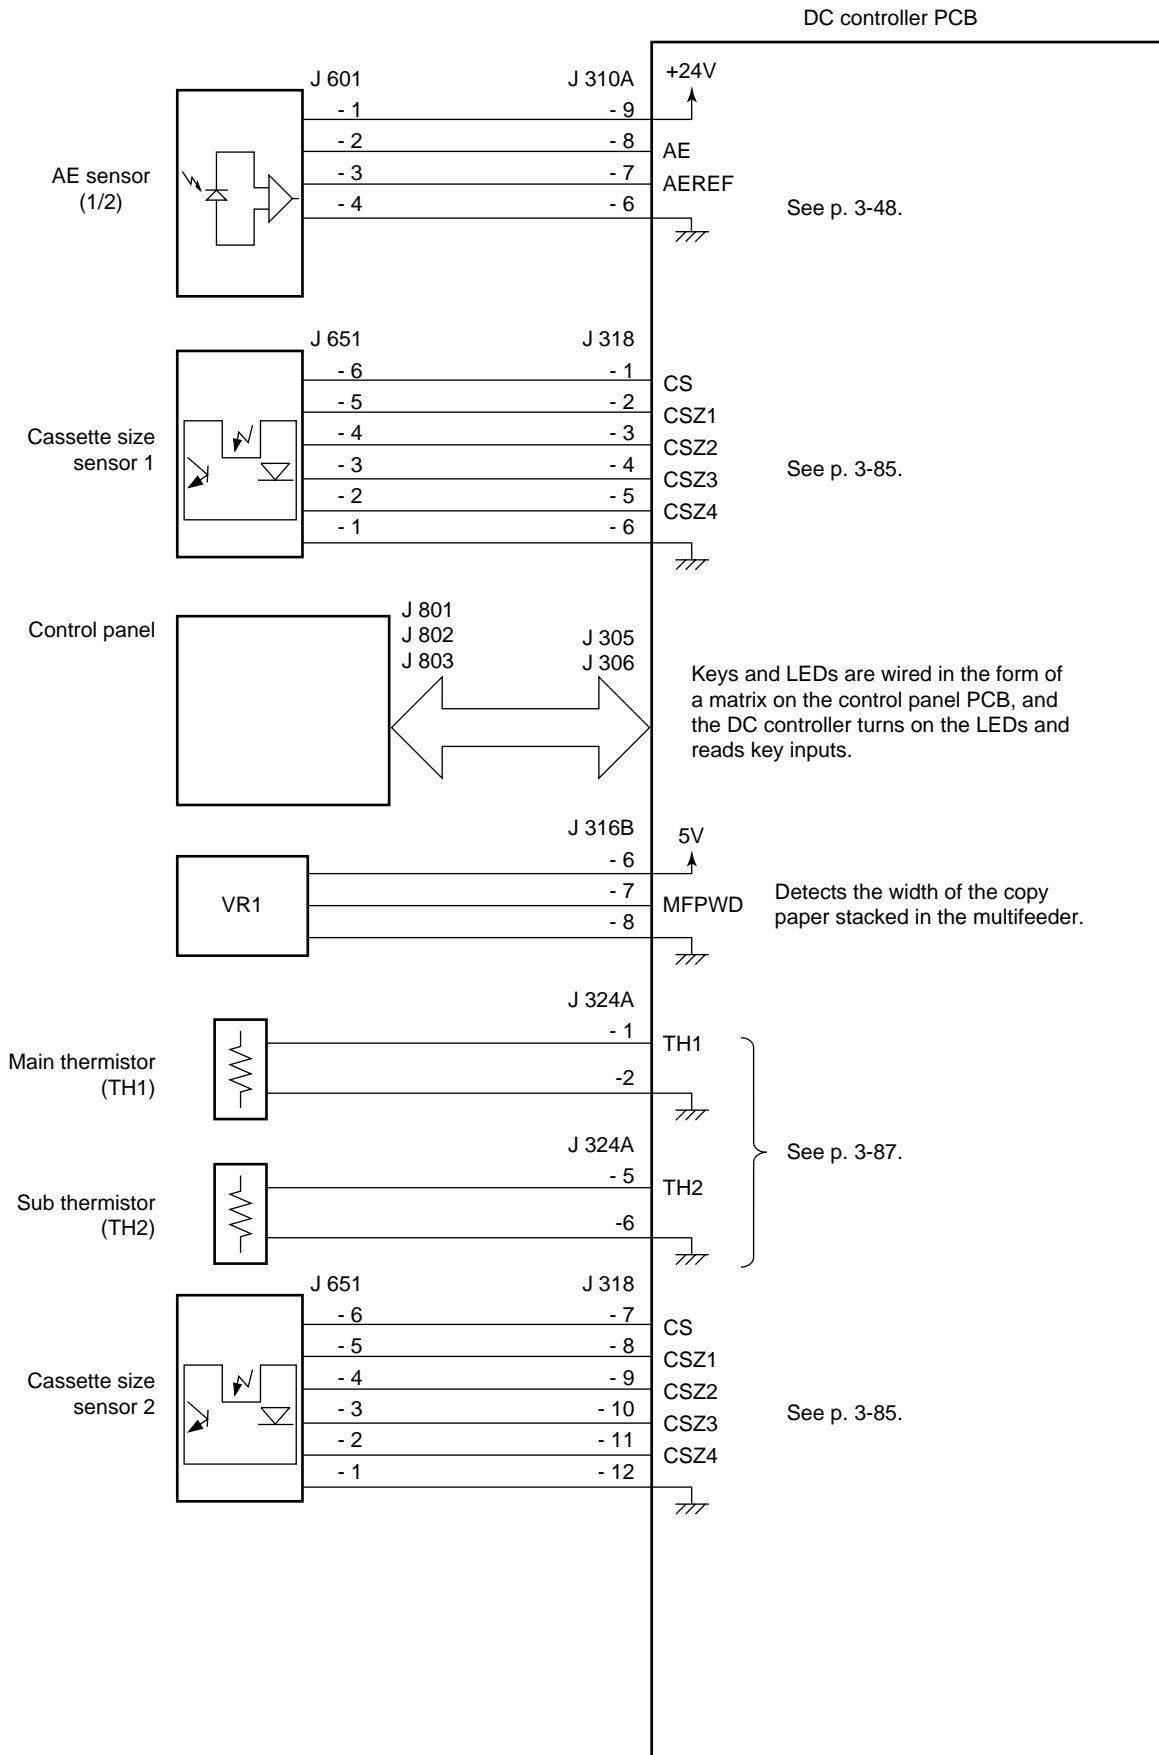 DC controller PCB
J 601 J 310A +24V
- 1 - 9
- 2 - 8 AE
AE sensor - 3 - 7 AEREF
(1/2) - 4 - 6 See p. 3-48.
J 651 J 318
- 6 - 1 CS
- 5 - 2 CSZ1
Cassette size - 4 - 3 CSZ2
sensor 1 - 3 - 4 CSZ3 See p. 3-85.
- 2 - 5 CSZ4
- 1 - 6
Control panel
J 801
J 802 J 305
J 803 J 306
Keys and LEDs are wired in the form of
a matrix on the control panel PCB, and
the DC controller turns on the LEDs and
reads key inputs.
J 316B 5V
- 6
VR1 - 7 MFPWD
- 8
Detects the width of the copy
paper stacked in the multifeeder.
J 324A
- 1 TH1
Main thermistor
(TH1) -2
J 324A
See p. 3-87.
- 5 TH2
Sub thermistor
(TH2) -6
J 651 J 318
- 6 - 7 CS
- 5 - 8 CSZ1
Cassette size - 4 - 9 CSZ2
sensor 2 - 3 - 10 CSZ3 See p. 3-85.
- 2 - 11 CSZ4
- 1 - 12